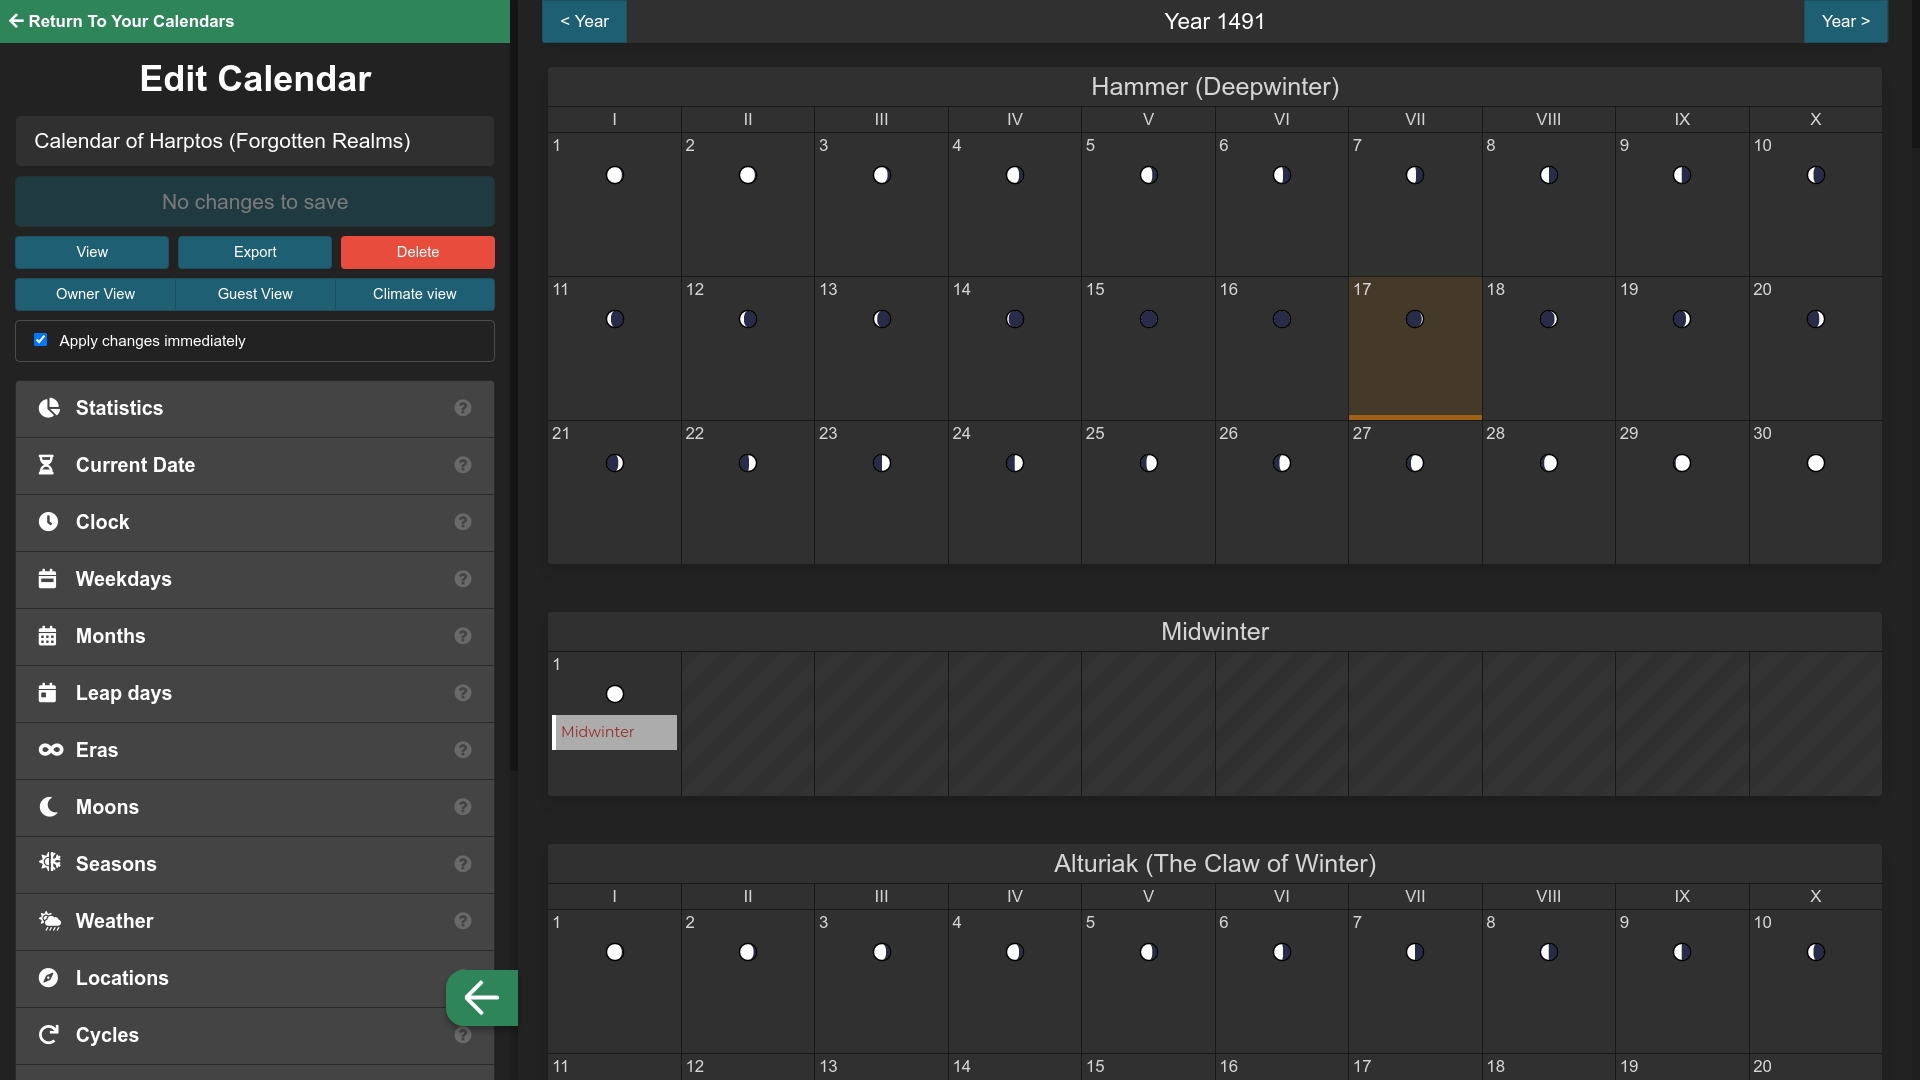 Return To Your Calendars
Edit Calendar
Calendar of Harptos (Forgotten Realms)
No changes to save
View Export Delete
Owner View Guest View Climate view
Apply changes immediately
Statistics
Current Date
Clock
Weekdays
Months
Leap days
Eras
Moons
Seasons
Weather
Locations
Cycles
< Year Year 1491 Year >
Hammer (Deepwinter)
I II III IV V VI VII VIII IX X
1 2 3 4 5 6 7 8 9 10
11 12 13 14 15 16 17 18 19 20
21 22 23 24 25 26 27 28 29 30
Midwinter
1
Midwinter
Alturiak (The Claw of Winter)
I II III IV V VI VII VIII IX X
1 2 3 4 5 6 7 8 9 10
11 12 13 14 15 16 17 18 19 20